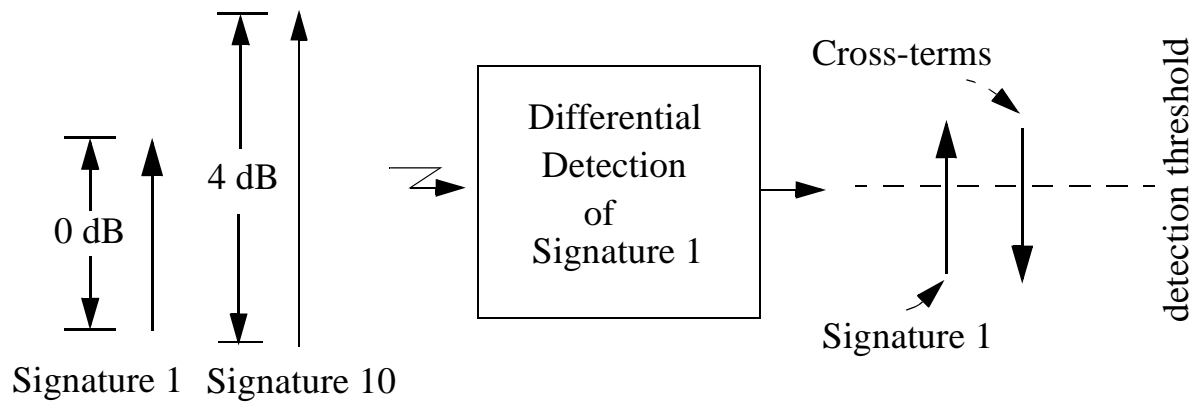 0 dB
Signature 1
4 dB
Signature 10
Differential
Detection
of
Signature 1
Cross-terms
Signature 1
detection threshold